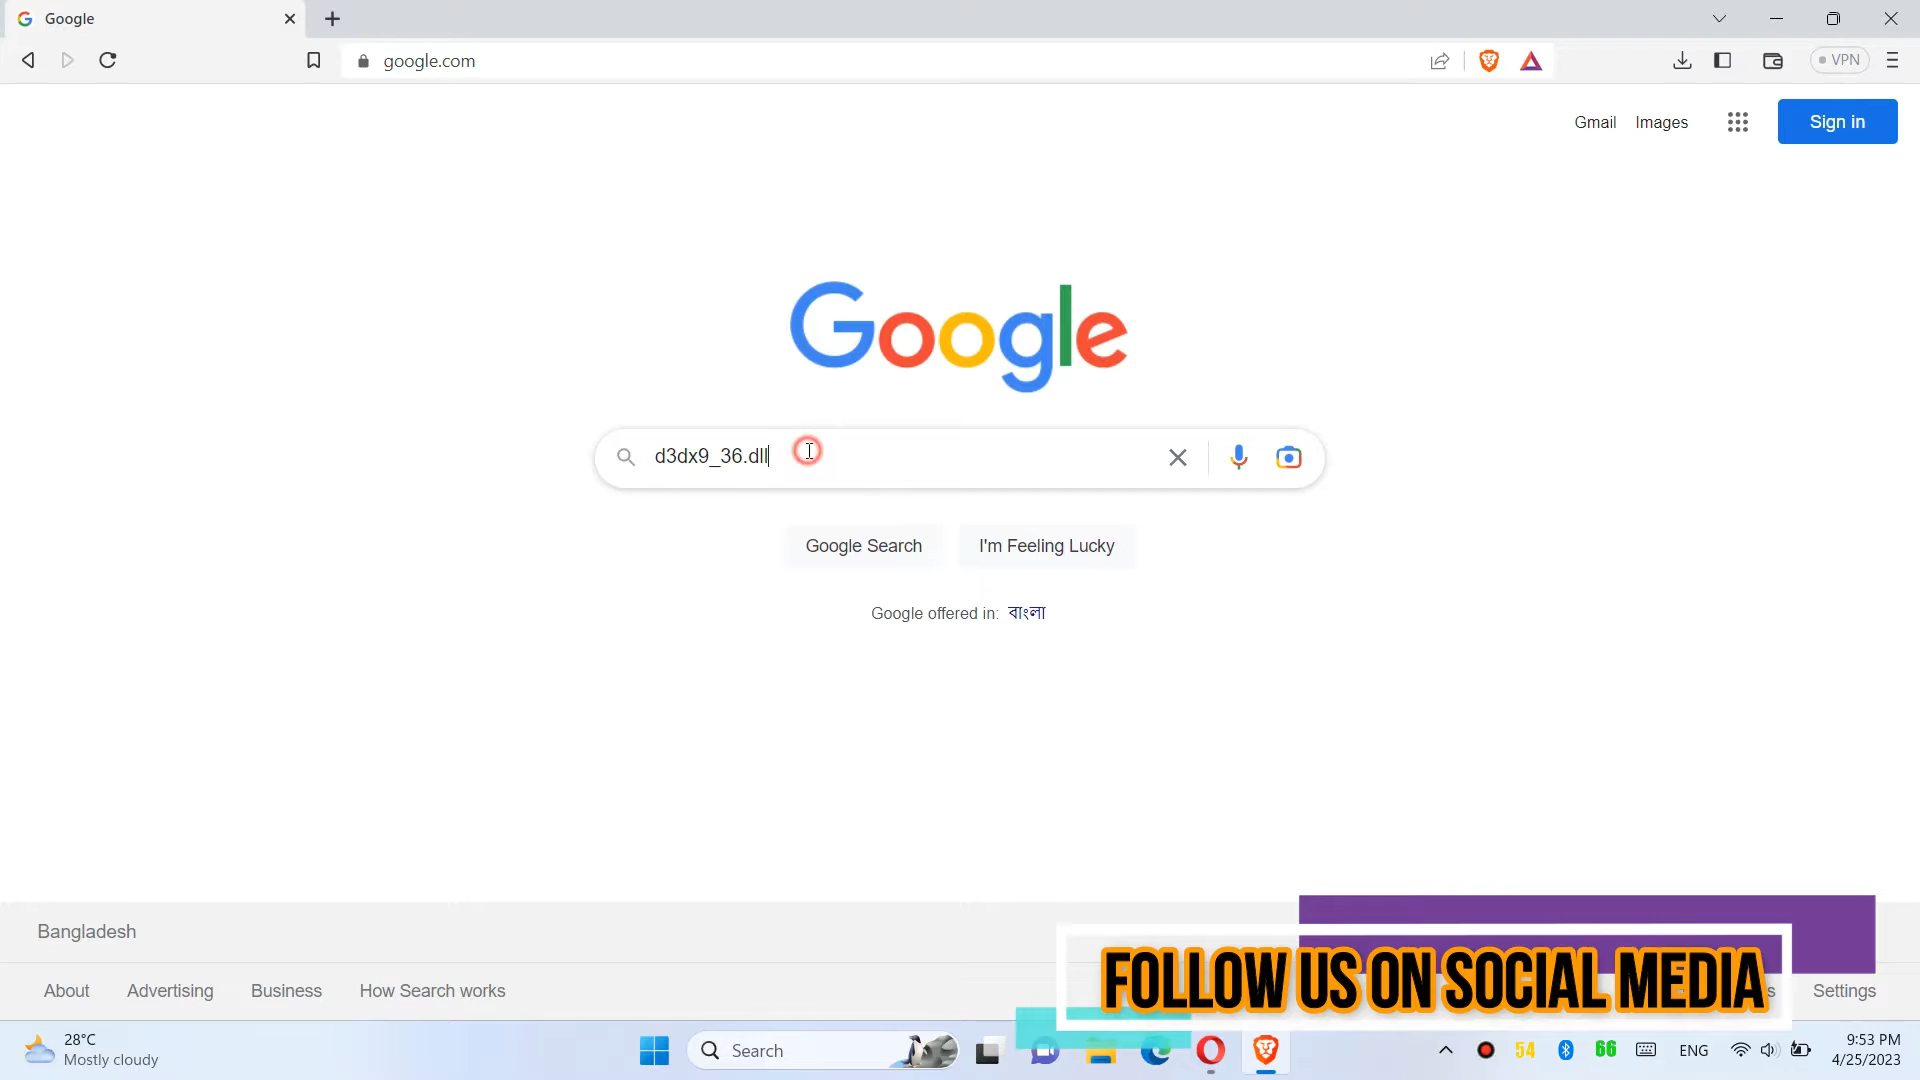 Google
google.com
VPN
Gmail Images
Sign in
Google
d3dx9_36.dll
Google Search
I'm Feeling Lucky
Google offered in: বাংলা
Bangladesh
FOLLOW US ON SOCIAL MEDIA
About Advertising Business How Search works
Settings
28°C
Mostly cloudy
Search
54
66
ENG
9:53 PM
4/25/2023